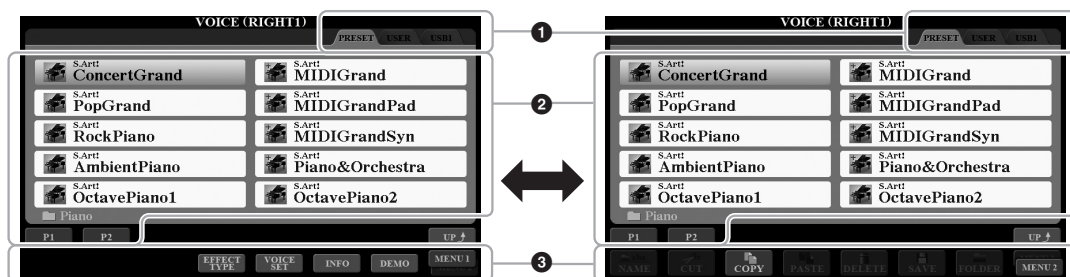 VOICE (RIGHT1)
PRESET USER USB1
S.Art! ConcertGrand S.Art! MIDIGrand
S.Art! PopGrand S.Art! MIDIGrandPad
S.Art! RockPiano S.Art! MIDIGrandSyn
S.Art! AmbientPiano S.Art! Piano&Orchestra
S.Art! OctavePiano1 S.Art! OctavePiano2
Piano
P1 P2 UP
EFFECT TYPE VOICE SET INFO DEMO MENU 1
1
2
3
VOICE (RIGHT1)
PRESET USER USB1
S.Art! ConcertGrand S.Art! MIDIGrand
S.Art! PopGrand S.Art! MIDIGrandPad
S.Art! RockPiano S.Art! MIDIGrandSyn
S.Art! AmbientPiano S.Art! Piano&Orchestra
S.Art! OctavePiano1 S.Art! OctavePiano2
Piano
P1 P2 UP
NAME CUT COPY PASTE DELETE SAVE FOLDER MENU 2